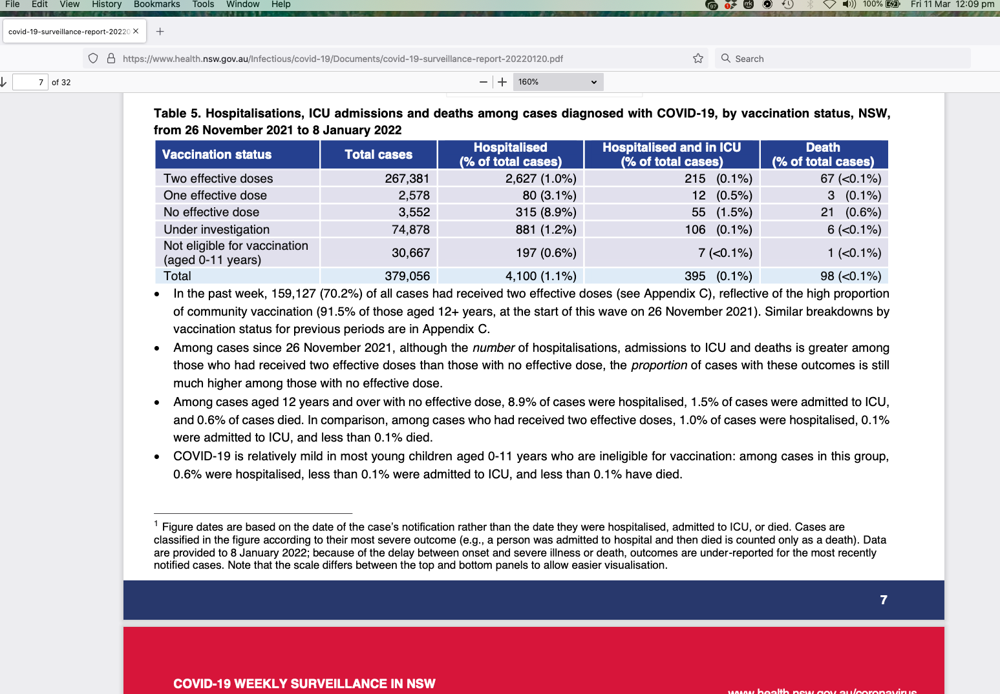 File Edit View History Bookmarks Tools Window Help 97 1 mk 100% Fri 11 Mar 12:09 pm
covid-19-surveillance-report-20220
https://www.health.nsw.gov.au/Infectious/covid-19/Documents/covid-19-surveillance-report-20220120.pdf Search
7 of 32 160%
Table 5. Hospitalisations, ICU admissions and deaths among cases diagnosed with COVID-19, by vaccination status, NSW,
from 26 November 2021 to 8 January 2022
Vaccination status Total cases Hospitalised (% of total cases) Hospitalised and in ICU (% of total cases) Death (% of total cases)
Two effective doses 267,381 2,627 (1.0%) 215 (0.1%) 67 (<0.1%)
One effective dose 2,578 80 (3.1%) 12 (0.5%) 3 (0.1%)
No effective dose 3,552 315 (8.9%) 55 (1.5%) 21 (0.6%)
Under investigation 74,878 881 (1.2%) 106 (0.1%) 6 (<0.1%)
Not eligible for vaccination (aged 0-11 years) 30,667 197 (0.6%) 7 (<0.1%) 1 (<0.1%)
Total 379,056 4,100 (1.1%) 395 (0.1%) 98 (<0.1%)
• In the past week, 159,127 (70.2%) of all cases had received two effective doses (see Appendix C), reflective of the high proportion
of community vaccination (91.5% of those aged 12+ years, at the start of this wave on 26 November 2021). Similar breakdowns by
vaccination status for previous periods are in Appendix C.
• Among cases since 26 November 2021, although the number of hospitalisations, admissions to ICU and deaths is greater among
those who had received two effective doses than those with no effective dose, the proportion of cases with these outcomes is still
much higher among those with no effective dose.
• Among cases aged 12 years and over with no effective dose, 8.9% of cases were hospitalised, 1.5% of cases were admitted to ICU,
and 0.6% of cases died. In comparison, among cases who had received two effective doses, 1.0% of cases were hospitalised, 0.1%
were admitted to ICU, and less than 0.1% died.
• COVID-19 is relatively mild in most young children aged 0-11 years who are ineligible for vaccination: among cases in this group,
0.6% were hospitalised, less than 0.1% were admitted to ICU, and less than 0.1% have died.
1 Figure dates are based on the date of the case's notification rather than the date they were hospitalised, admitted to ICU, or died. Cases are
classified in the figure according to their most severe outcome (e.g., a person was admitted to hospital and then died is counted only as a death). Data
are provided to 8 January 2022; because of the delay between onset and severe illness or death, outcomes are under-reported for the most recently
notified cases. Note that the scale differs between the top and bottom panels to allow easier visualisation.
7
COVID-19 WEEKLY SURVEILLANCE IN NSW
www.health.nsw.gov.au/coronavirus